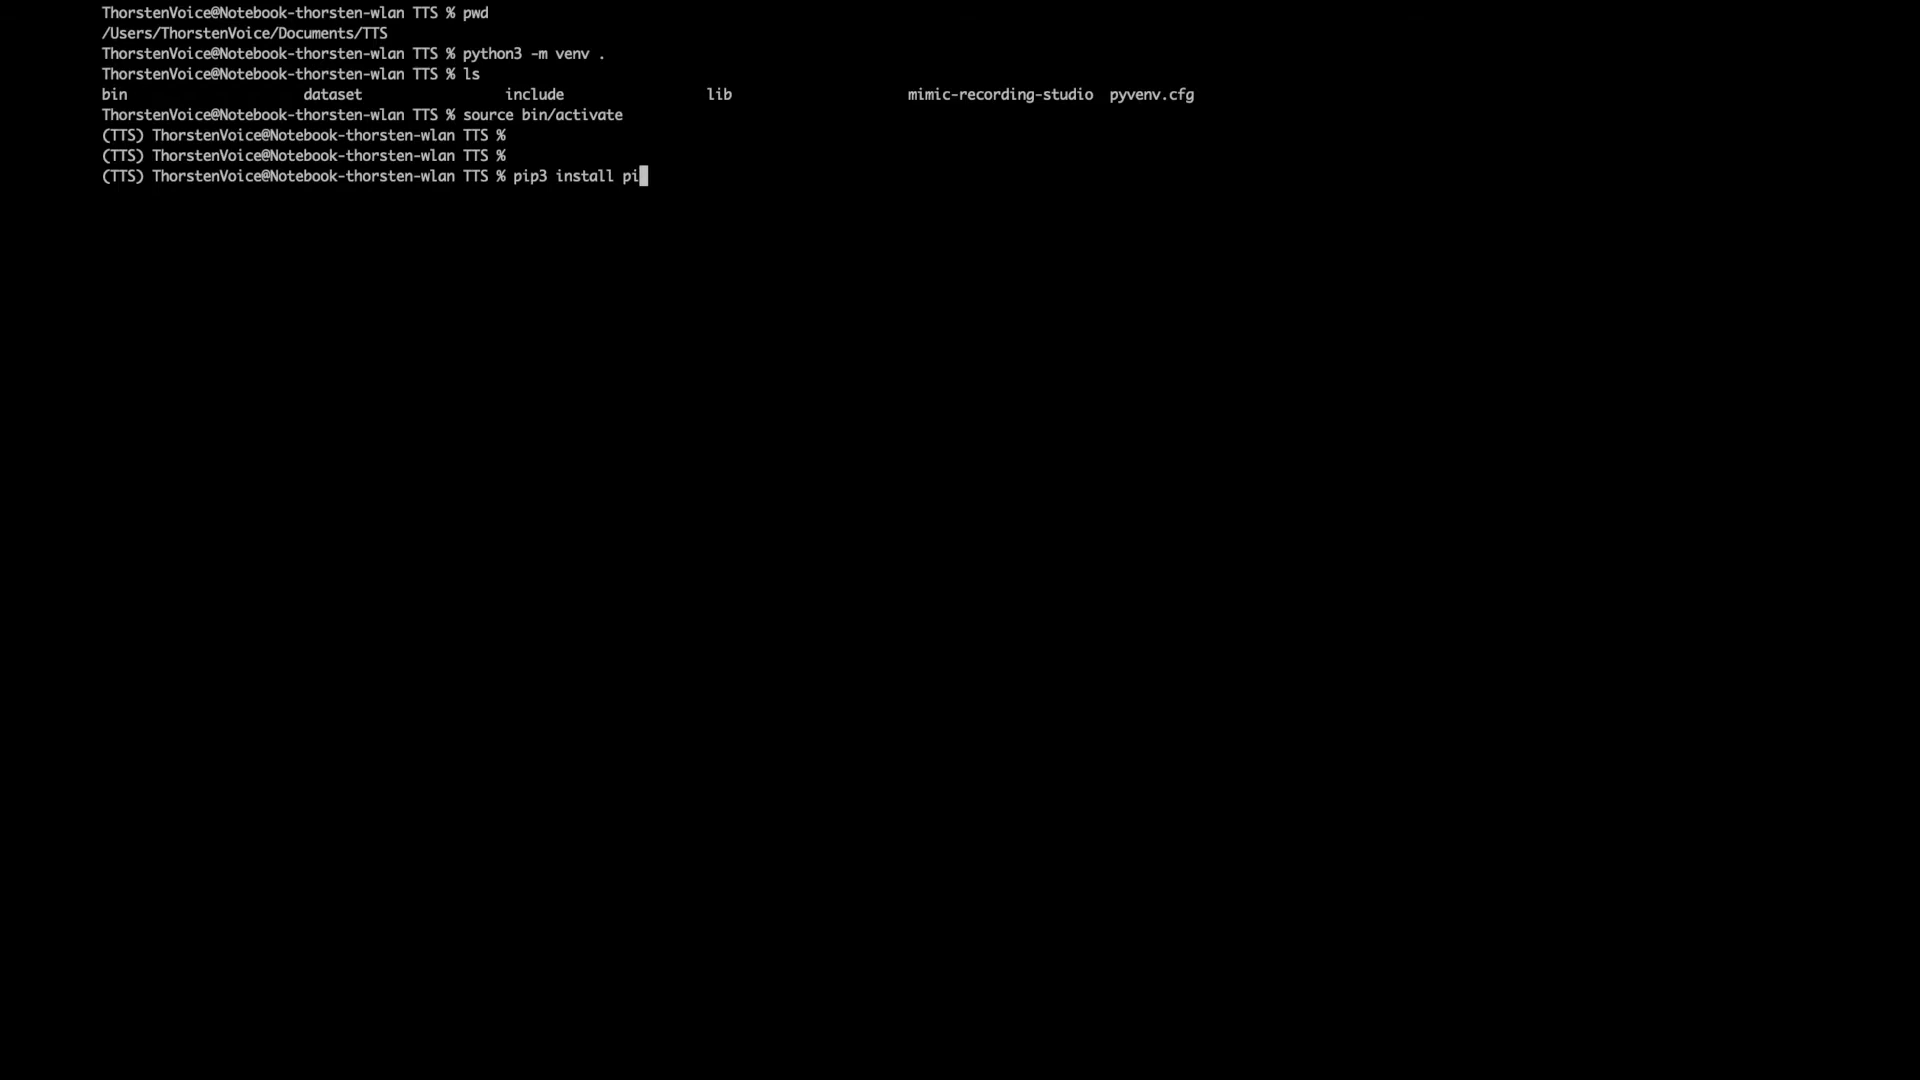 ThorstenVoice@Notebook-thorsten-wlan TTS % pwd
/Users/ThorstenVoice/Documents/TTS
ThorstenVoice@Notebook-thorsten-wlan TTS % python3 -m venv .
ThorstenVoice@Notebook-thorsten-wlan TTS % ls
bin dataset include lib mimic-recording-studio pyvenv.cfg
ThorstenVoice@Notebook-thorsten-wlan TTS % source bin/activate
(TTS) ThorstenVoice@Notebook-thorsten-wlan TTS %
(TTS) ThorstenVoice@Notebook-thorsten-wlan TTS %
(TTS) ThorstenVoice@Notebook-thorsten-wlan TTS % pip3 install pi